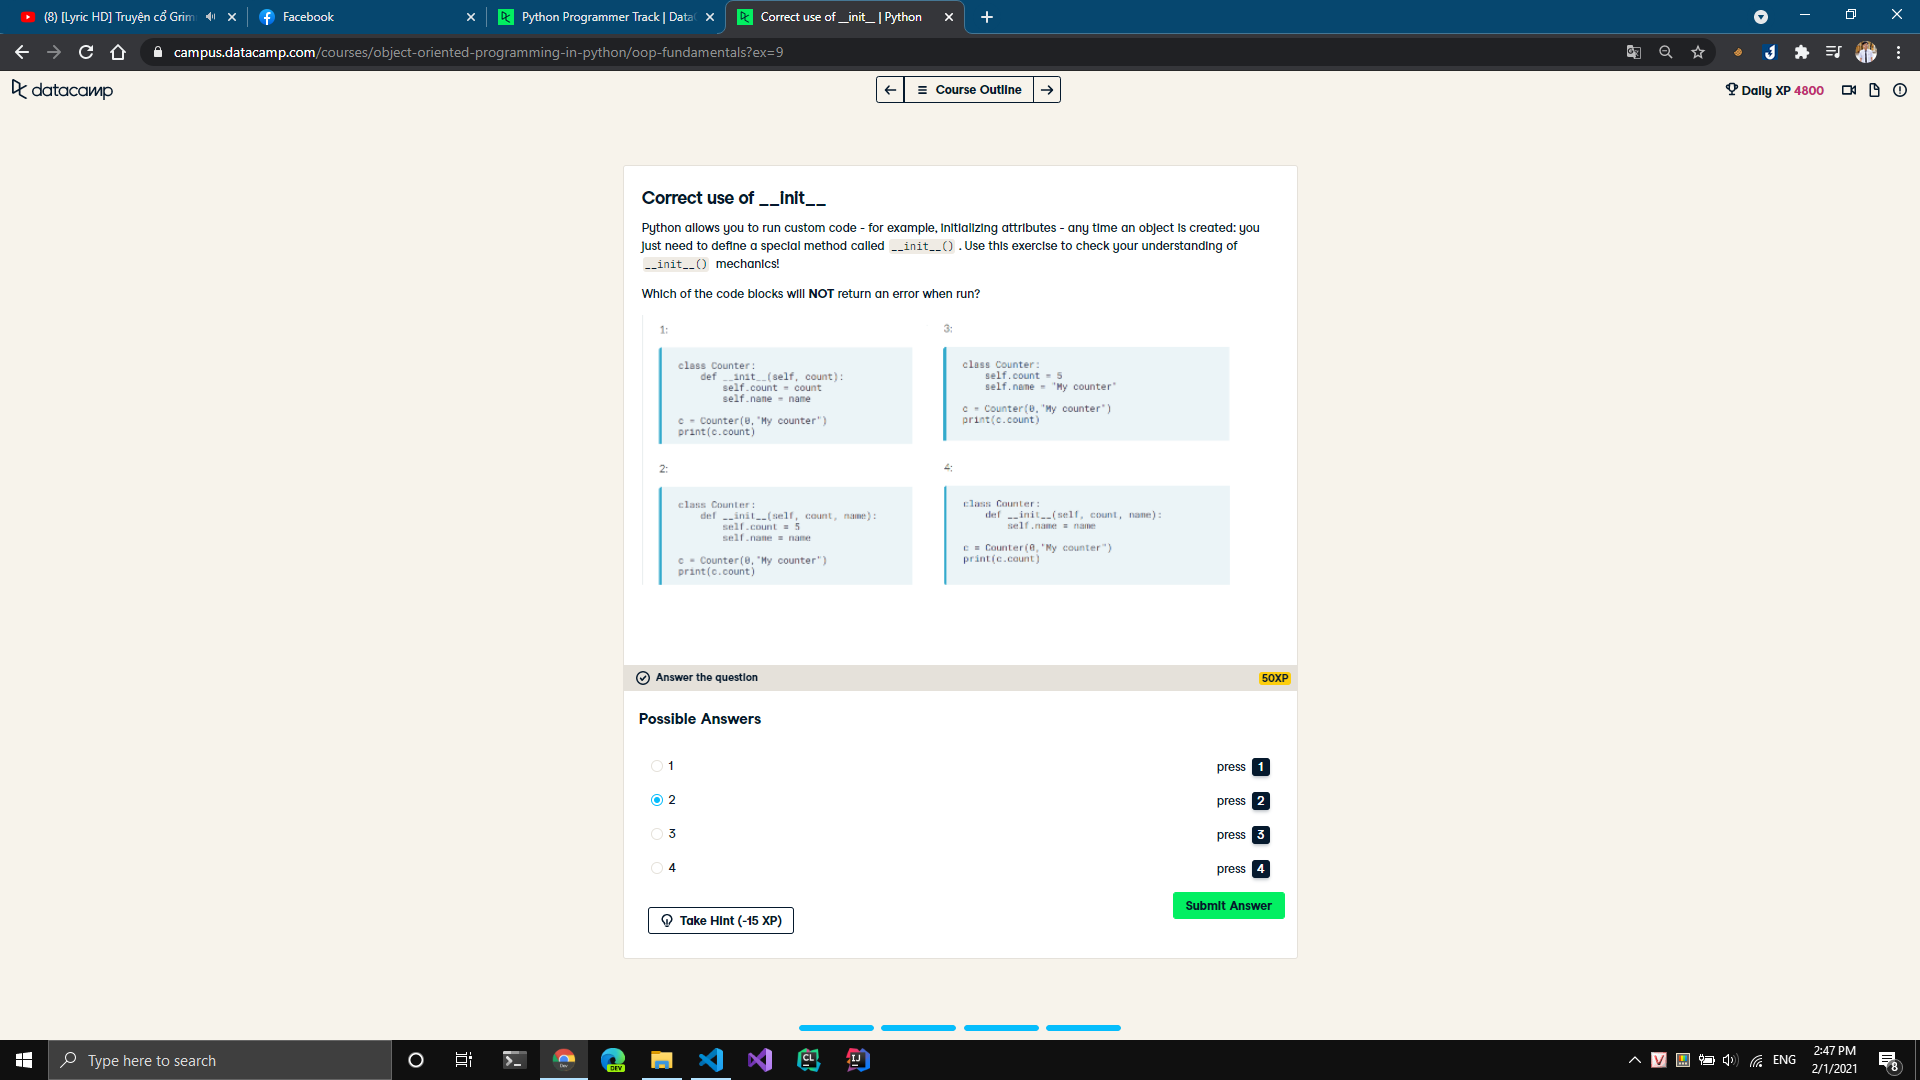 (8) [Lyric HD] Truyện cổ Grim
Facebook
Python Programmer Track | Data
Correct use of __init__ | Python
campus.datacamp.com/courses/object-oriented-programming-in-python/oop-fundamentals?ex=9
datacamp
Course Outline
Daily XP 4800
Correct use of __init__
Python allows you to run custom code - for example, initializing attributes - any time an object is created: you
just need to define a special method called __init__() . Use this exercise to check your understanding of
__init__() mechanics!
Which of the code blocks will NOT return an error when run?
1:
class Counter:
    def __init__(self, count):
        self.count = count
        self.name = name
c = Counter(0,"My counter")
print(c.count)
2:
class Counter:
    def __init__(self, count, name):
        self.count = 5
        self.name = name
c = Counter(0,"My counter")
print(c.count)
3:
class Counter:
    self.count = 5
    self.name = "My counter"
c = Counter(0,"My counter")
print(c.count)
4:
class Counter:
    def __init__(self, count, name):
        self.name = name
c = Counter(0,"My counter")
print(c.count)
Answer the question
50XP
Possible Answers
1
press 1
2
press 2
3
press 3
4
press 4
Take Hint (-15 XP)
Submit Answer
Type here to search
DEV
CL
IJ
ENG
2:47 PM
2/1/2021
8